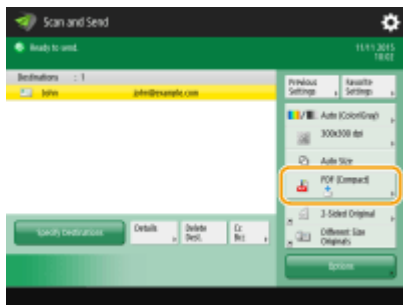 Scan and Send
Ready to send.
11/11 2015
10:02
Destinations : 1
John
john@example.com
Previous
Settings
Favorite
Settings
Auto (Color/Gray)
300x300 dpi
Auto Size
PDF (Compact)
2-Sided Original
Different Size
Originals
Specify Destinations
Details
Delete
Dest.
Cc
Bcc
Options